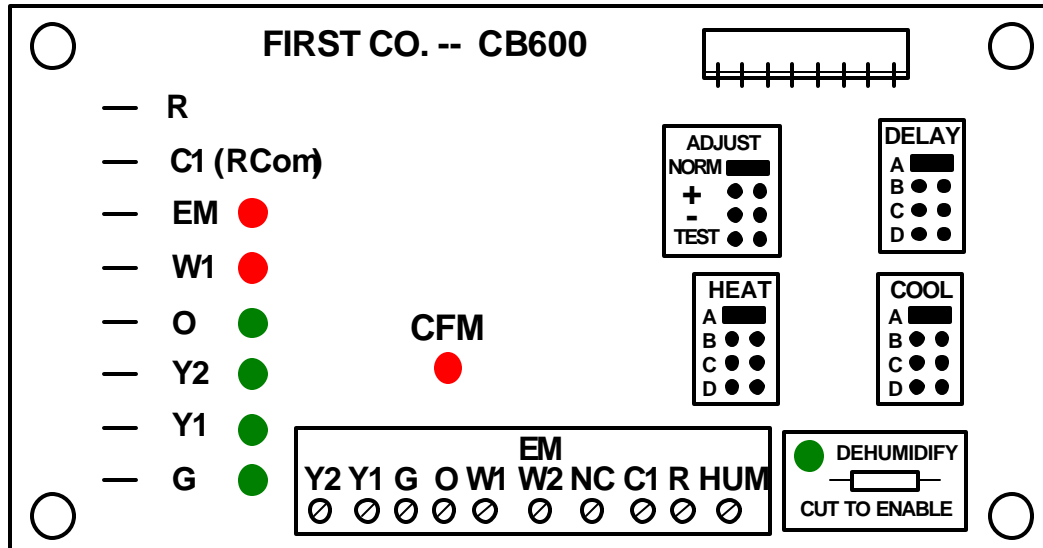 FIRST CO. -- CB600
R
C1 (RCom)
EM
W1
O
Y2
Y1
G
CFM
ADJUST
NORM
+
-
TEST
DELAY
A
B
C
D
HEAT
A
B
C
D
COOL
A
B
C
D
EM
Y2 Y1 G O W1 W2 NC C1 R HUM
DEHUMIDIFY
CUT TO ENABLE